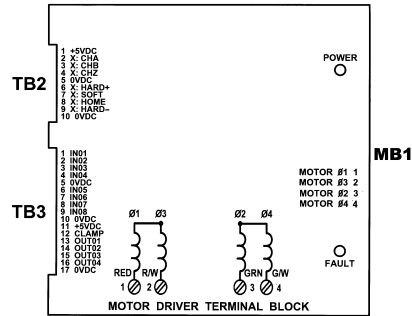 TB2
1 +5VDC
2 X: CHA
3 X: CHB
4 X: CHZ
5 0VDC
6 X: HARD+
7 X: SOFT
8 X: HOME
9 X: HARD–
10 0VDC
POWER
TB3
1 IN01
2 IN02
3 IN03
4 IN04
5 0VDC
6 IN05
7 IN06
8 IN07
9 IN08
10 0VDC
11 +5VDC
12 CLAMP
13 OUT01
14 OUT02
15 OUT03
16 OUT04
17 0VDC
MB1
MOTOR Ø1 1
MOTOR Ø3 2
MOTOR Ø2 3
MOTOR Ø4 4
Ø1 Ø3 Ø2 Ø4
FAULT
RED R/W GRN G/W
1 2 3 4
MOTOR DRIVER TERMINAL BLOCK